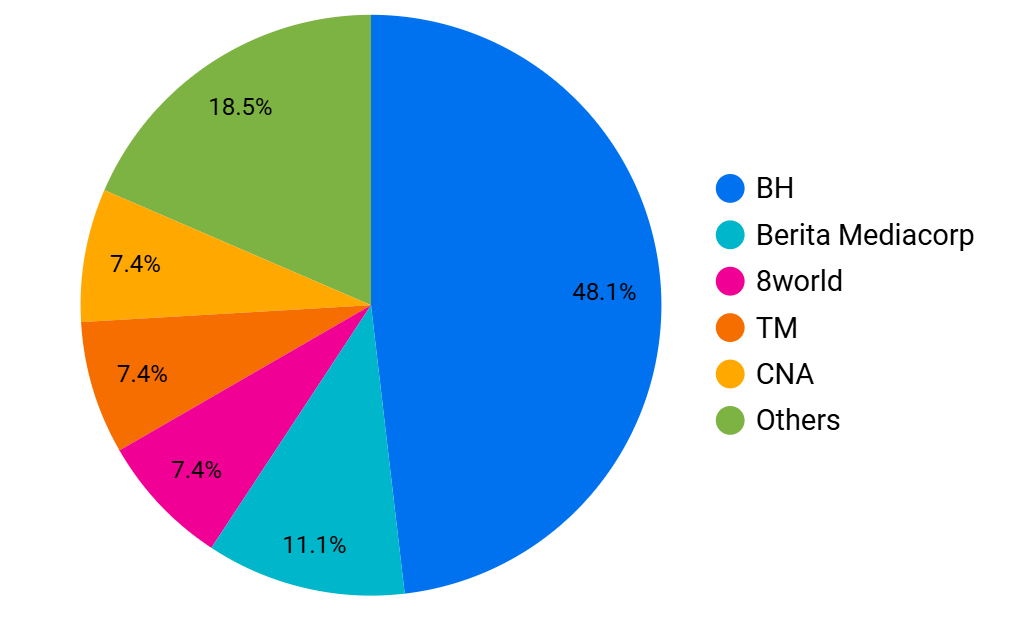 18.5%
7.4%
48.1%
7.4%
7.4%
11.1%
BH
Berita Mediacorp
8world
TM
CNA
Others